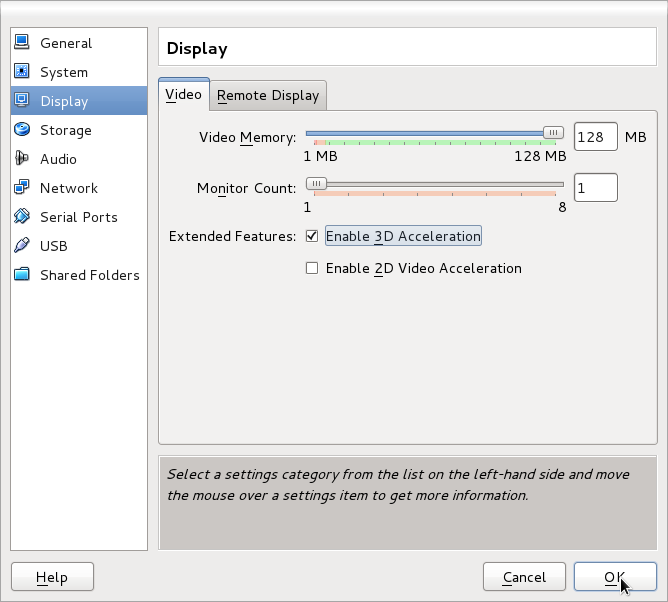 General
System
Display
Storage
Audio
Network
Serial Ports
USB
Shared Folders
Display
Video
Remote Display
Video Memory:
128 MB
1 MB 128 MB
Monitor Count:
1
1 8
Extended Features:
Enable 3D Acceleration
Enable 2D Video Acceleration
Select a settings category from the list on the left-hand side and move
the mouse over a settings item to get more information.
Help
Cancel
OK